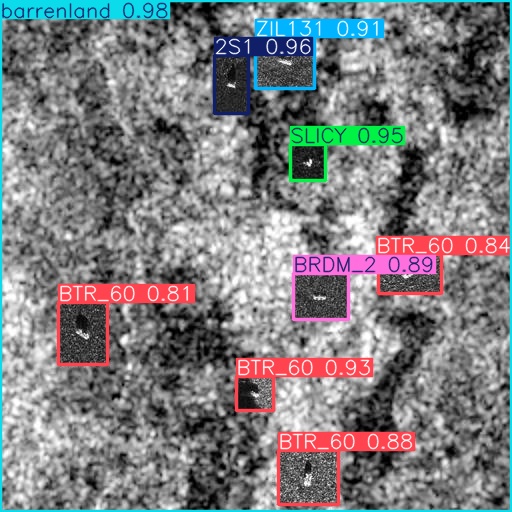 barrenland 0.98
ZIL131 0.91
2S1 0.96
SLICY 0.95
BTR_60 0.84
BRDM_2 0.89
BTR_60 0.81
BTR_60 0.93
BTR_60 0.88